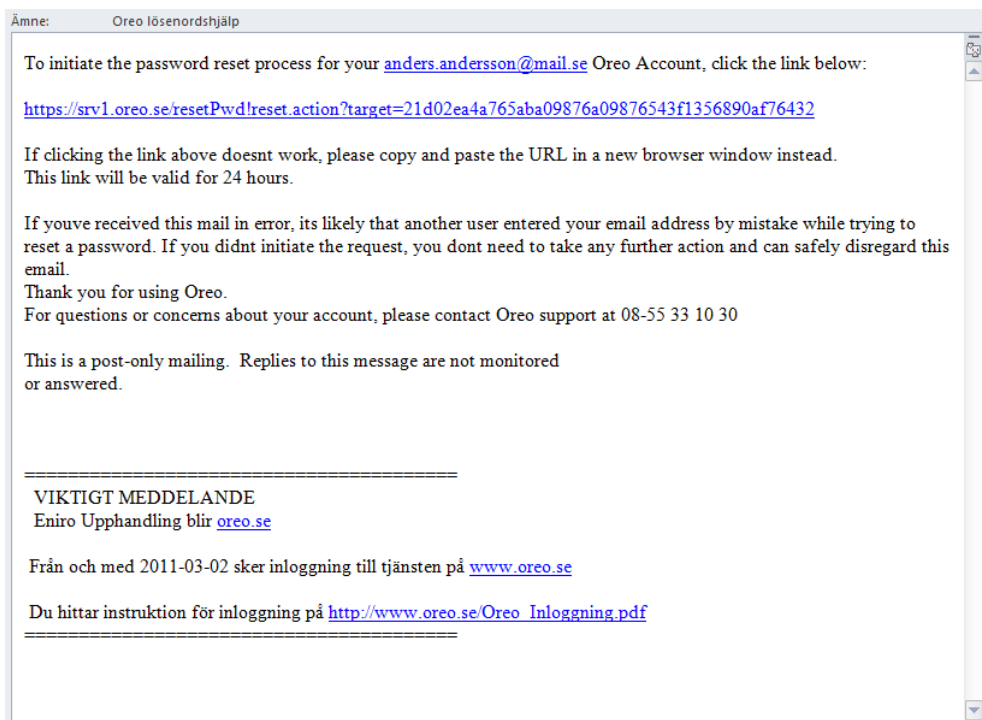 Ämne: Oreo lösenordshjälp
To initiate the password reset process for your anders.andersson@mail.se Oreo Account, click the link below:
https://srv1.oreo.se/resetPwd!reset.action?target=21d02ea4a765aba09876a09876543f1356890af76432
If clicking the link above doesnt work, please copy and paste the URL in a new browser window instead.
This link will be valid for 24 hours.
If youve received this mail in error, its likely that another user entered your email address by mistake while trying to
reset a password. If you didnt initiate the request, you dont need to take any further action and can safely disregard this
email.
Thank you for using Oreo.
For questions or concerns about your account, please contact Oreo support at 08-55 33 10 30
This is a post-only mailing.  Replies to this message are not monitored
or answered.
========================================
VIKTIGT MEDDELANDE
Eniro Upphandling blir oreo.se
Från och med 2011-03-02 sker inloggning till tjänsten på www.oreo.se
Du hittar instruktion för inloggning på http://www.oreo.se/Oreo_Inloggning.pdf
========================================